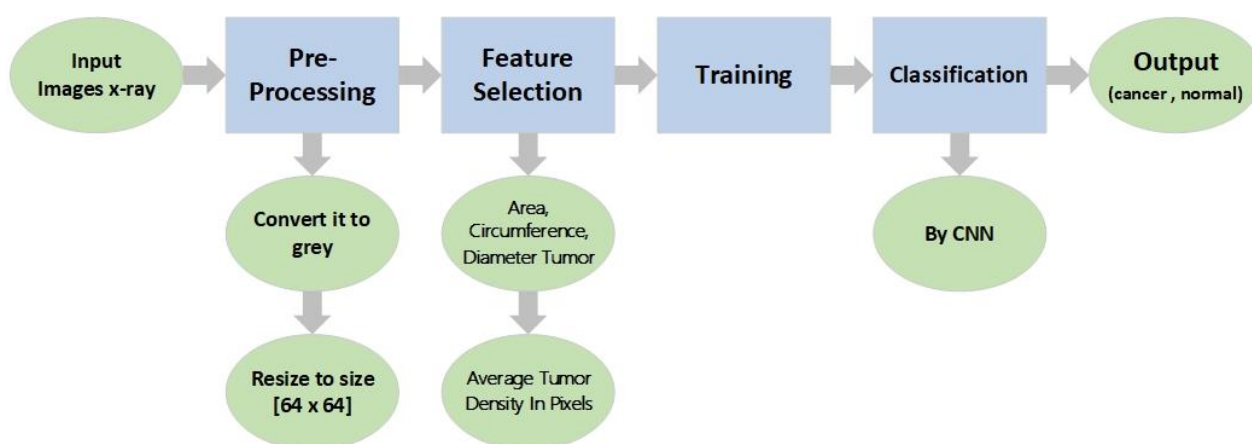 Input
Images x-ray
Pre-
Processing
Feature
Selection
Training
Classification
Output
(cancer , normal)
Convert it to
grey
Area,
Circumference,
Diameter Tumor
By CNN
Resize to size
[64 x 64]
Average Tumor
Density In Pixels